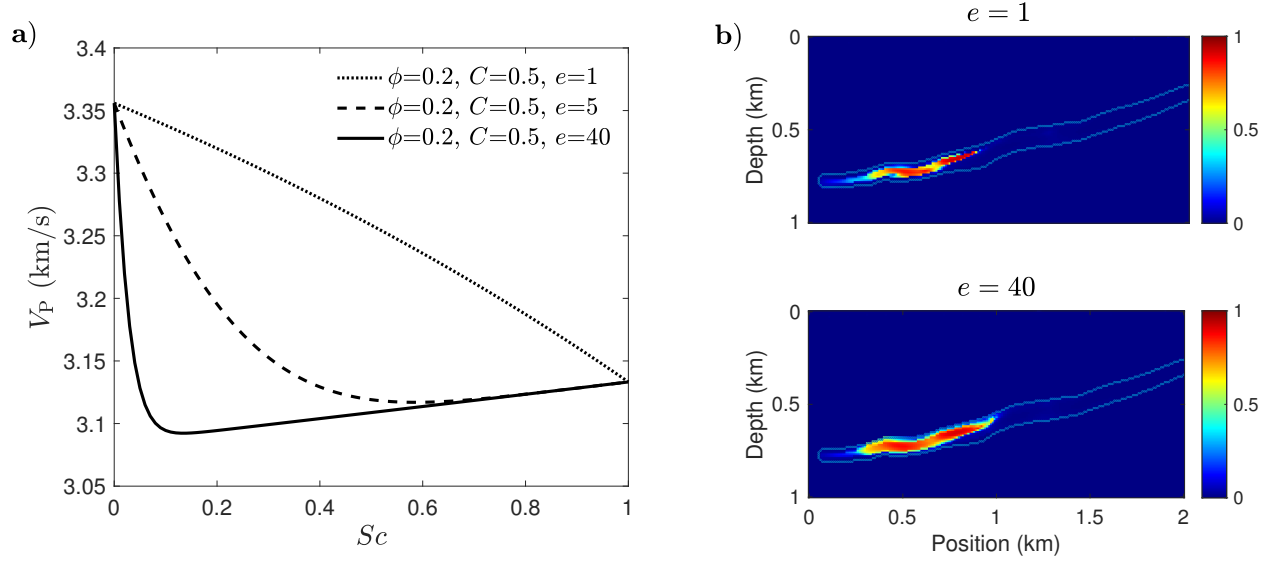 a)
3.4
3.35
3.3
3.25
3.2
3.15
3.1
3.05
V_P (km/s)
0 0.2 0.4 0.6 0.8 1
Sc
ϕ=0.2, C=0.5, e=1
ϕ=0.2, C=0.5, e=5
ϕ=0.2, C=0.5, e=40
b)
e = 1
0
0.5
1
Depth (km)
1
0.5
0
e = 40
0
0.5
1
Depth (km)
0 0.5 1 1.5 2
Position (km)
1
0.5
0